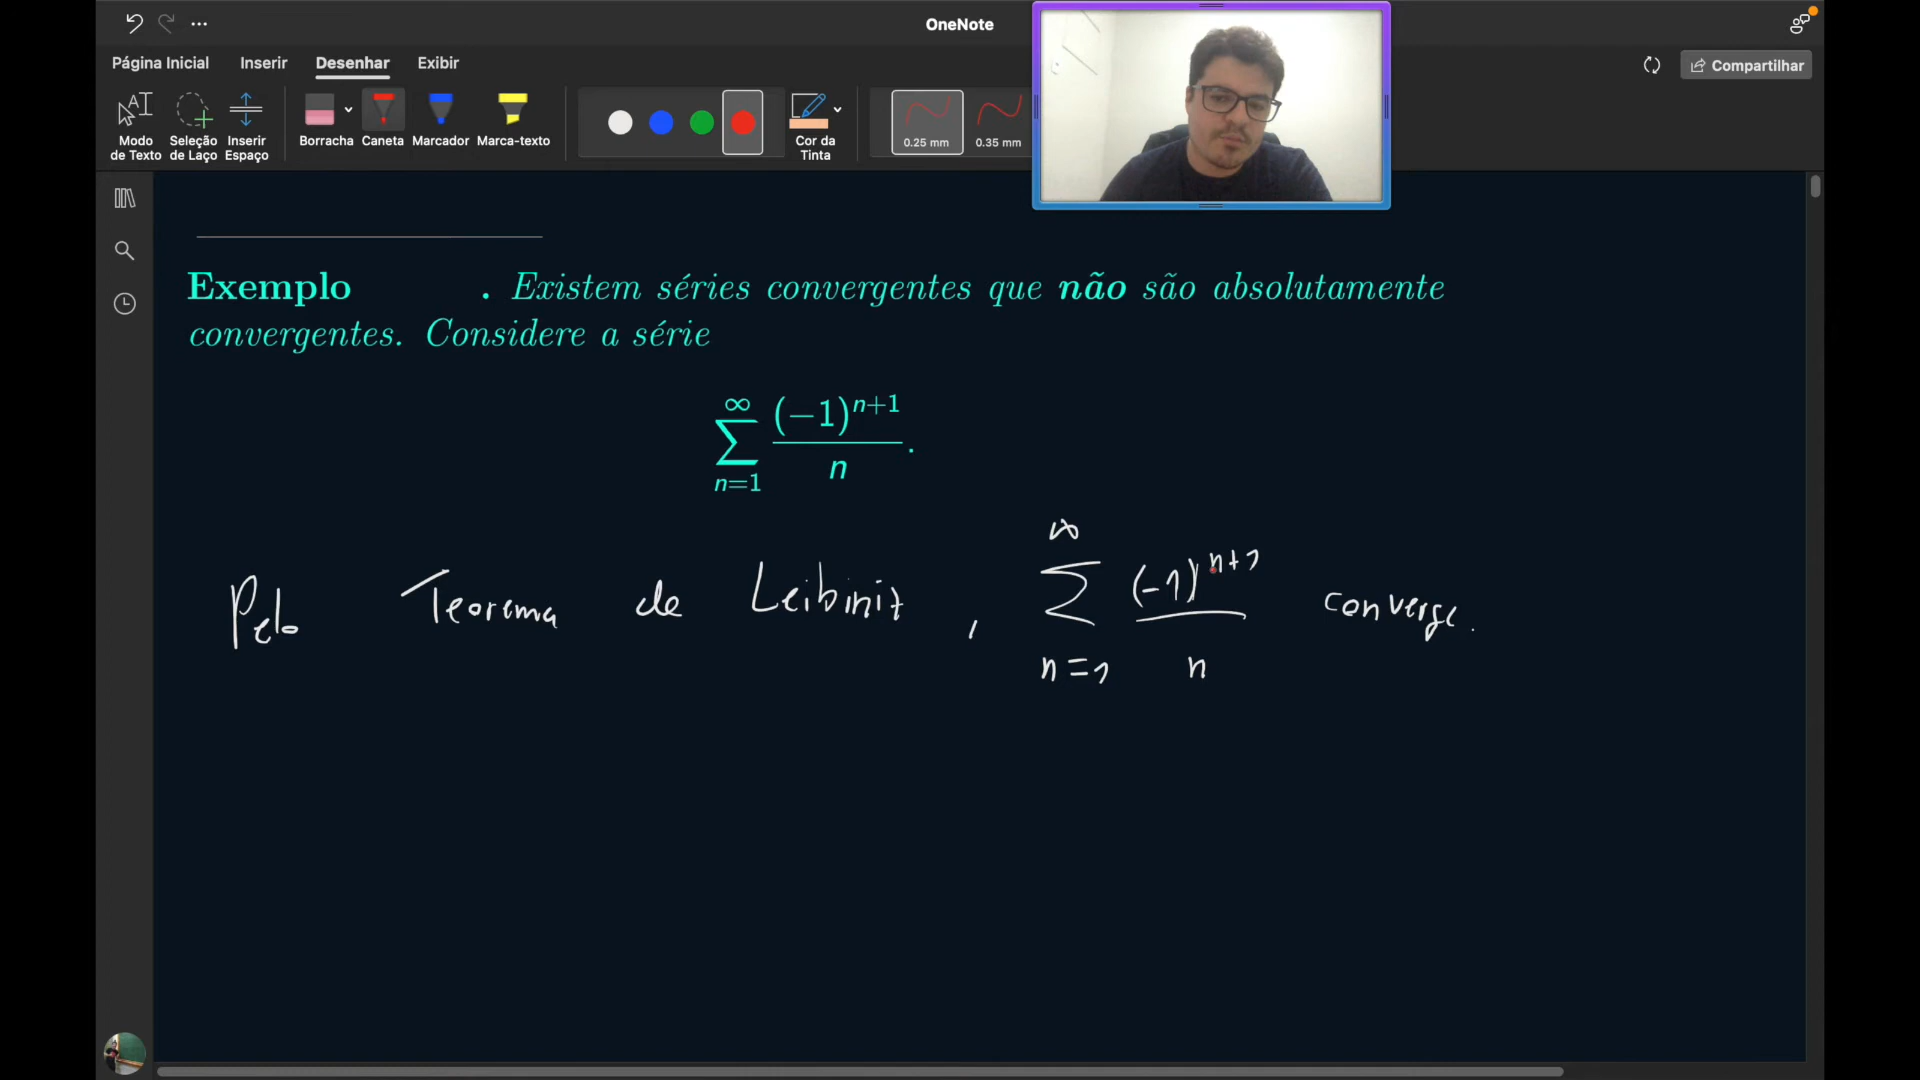 OneNote
Página Inicial Inserir Desenhar Exibir
Compartilhar
Modo de Texto Seleção de Laço Inserir Espaço Borracha Caneta Marcador Marca-texto Cor da Tinta 0.25 mm 0.35 mm
Exemplo . Existem séries convergentes que não são absolutamente
convergentes. Considere a série
∑_{n=1}^{∞} (−1)^{n+1}/n.
Pelo Teorema de Leibiniz, ∑_{n=1}^{∞} (-1)^{n+1}/n converge.